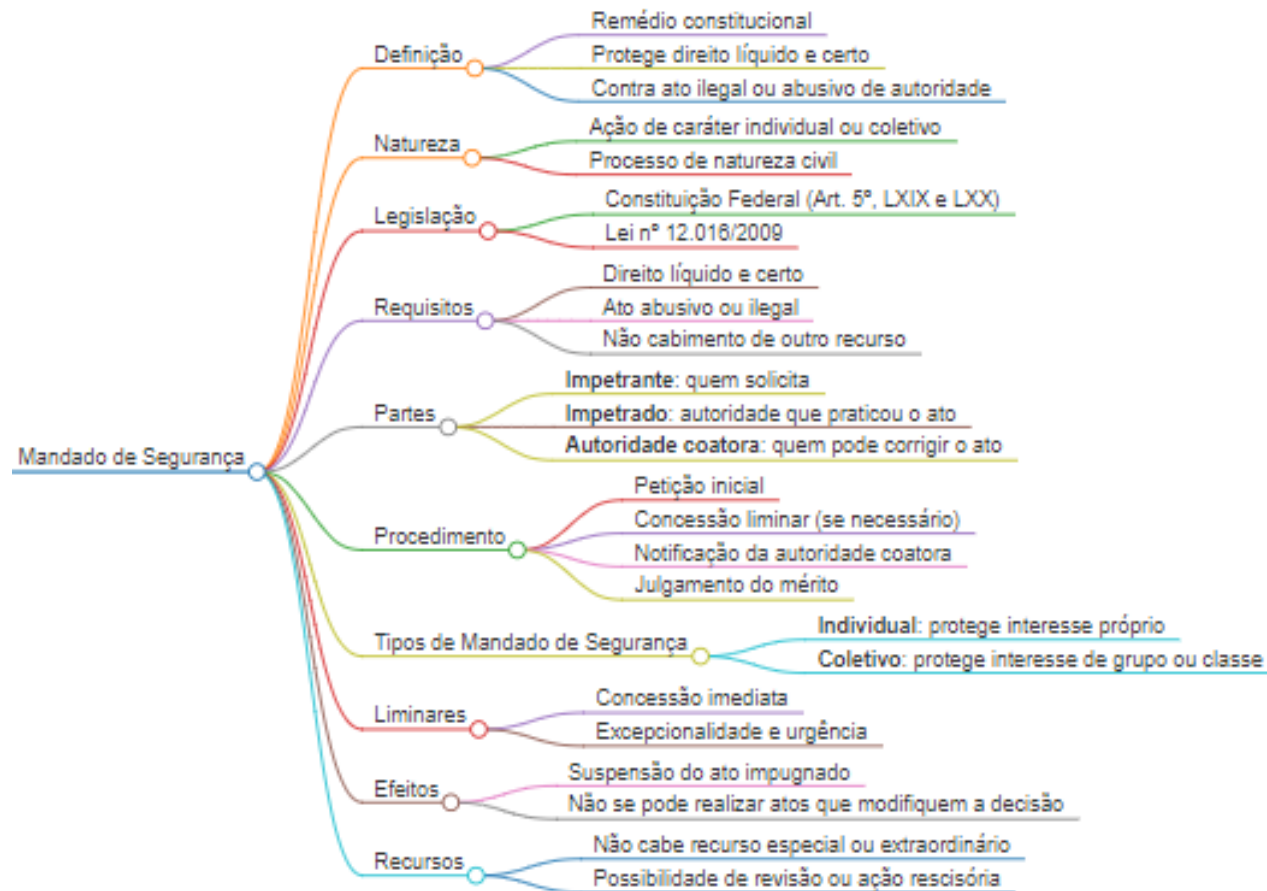 Mandado de Segurança
Definição
Remédio constitucional
Protege direito líquido e certo
Contra ato ilegal ou abusivo de autoridade
Natureza
Ação de caráter individual ou coletivo
Processo de natureza civil
Legislação
Constituição Federal (Art. 5º, LXIX e LXX)
Lei nº 12.016/2009
Requisitos
Direito líquido e certo
Ato abusivo ou ilegal
Não cabimento de outro recurso
Partes
Impetrante: quem solicita
Impetrado: autoridade que praticou o ato
Autoridade coatora: quem pode corrigir o ato
Procedimento
Petição inicial
Concessão liminar (se necessário)
Notificação da autoridade coatora
Julgamento do mérito
Tipos de Mandado de Segurança
Individual: protege interesse próprio
Coletivo: protege interesse de grupo ou classe
Liminares
Concessão imediata
Excepcionalidade e urgência
Efeitos
Suspensão do ato impugnado
Não se pode realizar atos que modifiquem a decisão
Recursos
Não cabe recurso especial ou extraordinário
Possibilidade de revisão ou ação rescisória